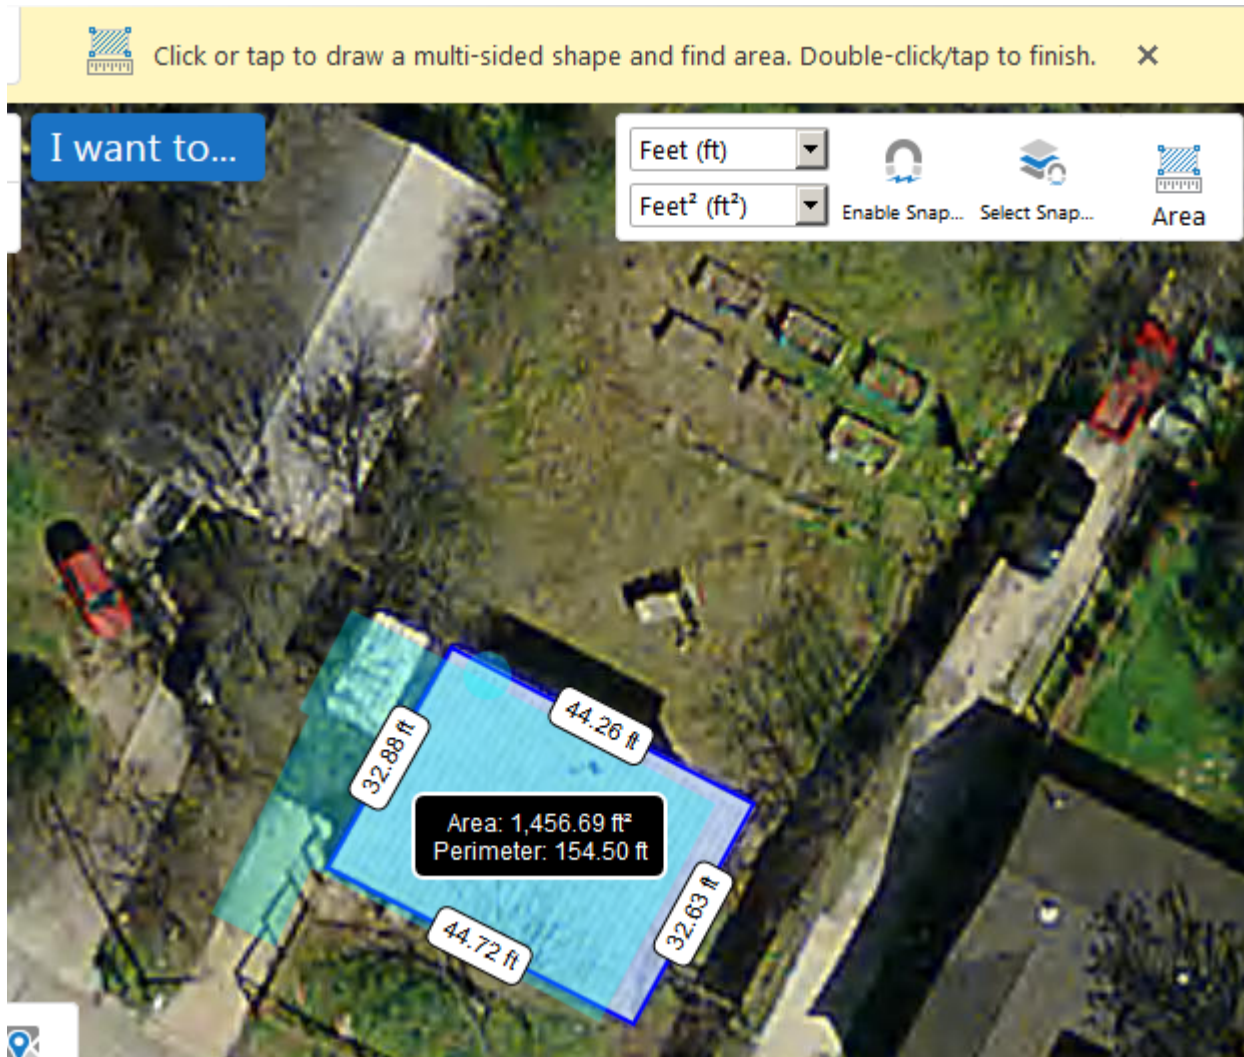 Click or tap to draw a multi-sided shape and find area. Double-click/tap to finish.
I want to...
Feet (ft)
Feet² (ft²)
Enable Snap...
Select Snap...
Area
44.26 ft
32.88 ft
Area: 1,456.69 ft²
Perimeter: 154.50 ft
32.63 ft
44.72 ft